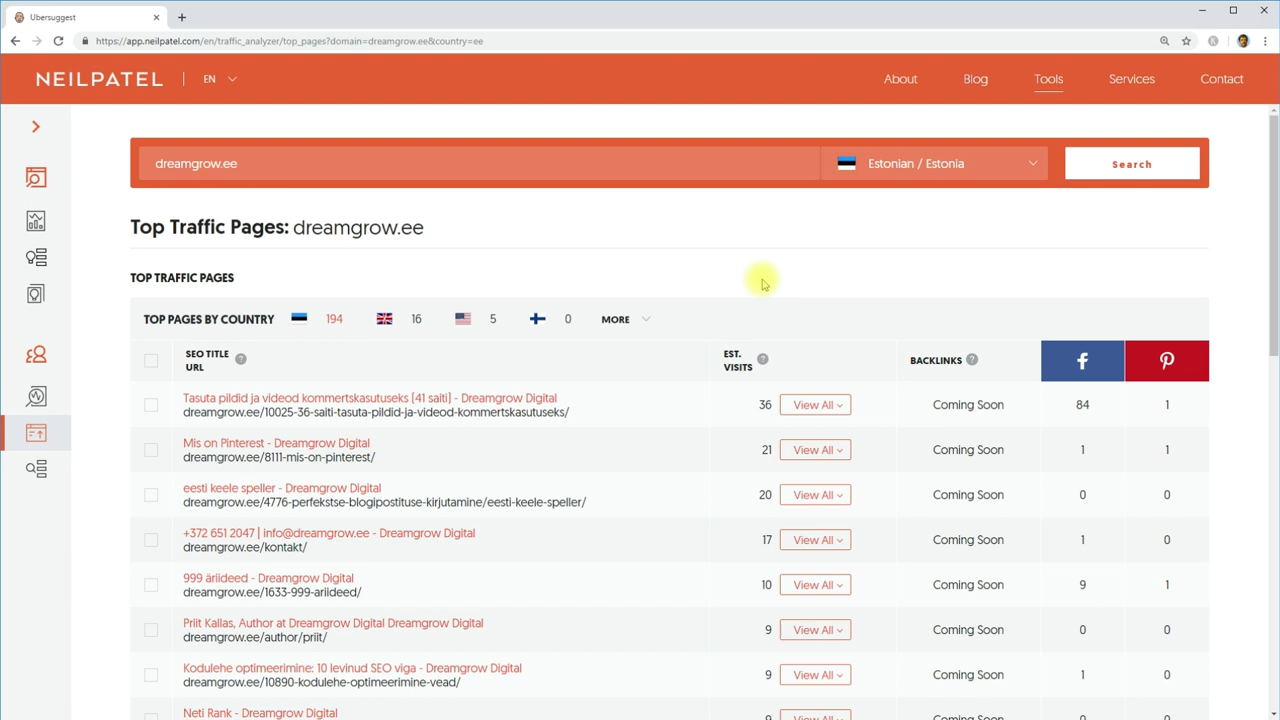 Ubersuggest
https://app.neilpatel.com/en/traffic_analyzer/top_pages?domain=dreamgrow.ee&country=ee
NEILPATEL EN About Blog Tools Services Contact
dreamgrow.ee Estonian / Estonia Search
Top Traffic Pages: dreamgrow.ee
TOP TRAFFIC PAGES
TOP PAGES BY COUNTRY 194 16 5 0 MORE
SEO TITLE
URL
EST.
VISITS
BACKLINKS
Tasuta pildid ja videod kommertskasutuseks [41 saiti] - Dreamgrow Digital
dreamgrow.ee/10025-36-saiti-tasuta-pildid-ja-videod-kommertskasutuseks/
36 View All Coming Soon 84 1
Mis on Pinterest - Dreamgrow Digital
dreamgrow.ee/8111-mis-on-pinterest/
21 View All Coming Soon 1 1
eesti keele speller - Dreamgrow Digital
dreamgrow.ee/4776-perfekstse-blogipostituse-kirjutamine/eesti-keele-speller/
20 View All Coming Soon 0 0
+372 651 2047 | info@dreamgrow.ee - Dreamgrow Digital
dreamgrow.ee/kontakt/
17 View All Coming Soon 1 0
999 äriideed - Dreamgrow Digital
dreamgrow.ee/1633-999-ariideed/
10 View All Coming Soon 9 1
Priit Kallas, Author at Dreamgrow Digital Dreamgrow Digital
dreamgrow.ee/author/priit/
9 View All Coming Soon 0 0
Kodulehe optimeerimine: 10 levinud SEO viga - Dreamgrow Digital
dreamgrow.ee/10890-kodulehe-optimeerimine-vead/
9 View All Coming Soon 1 0
Neti Rank - Dreamgrow Digital
9 View All Coming Soon 0 0